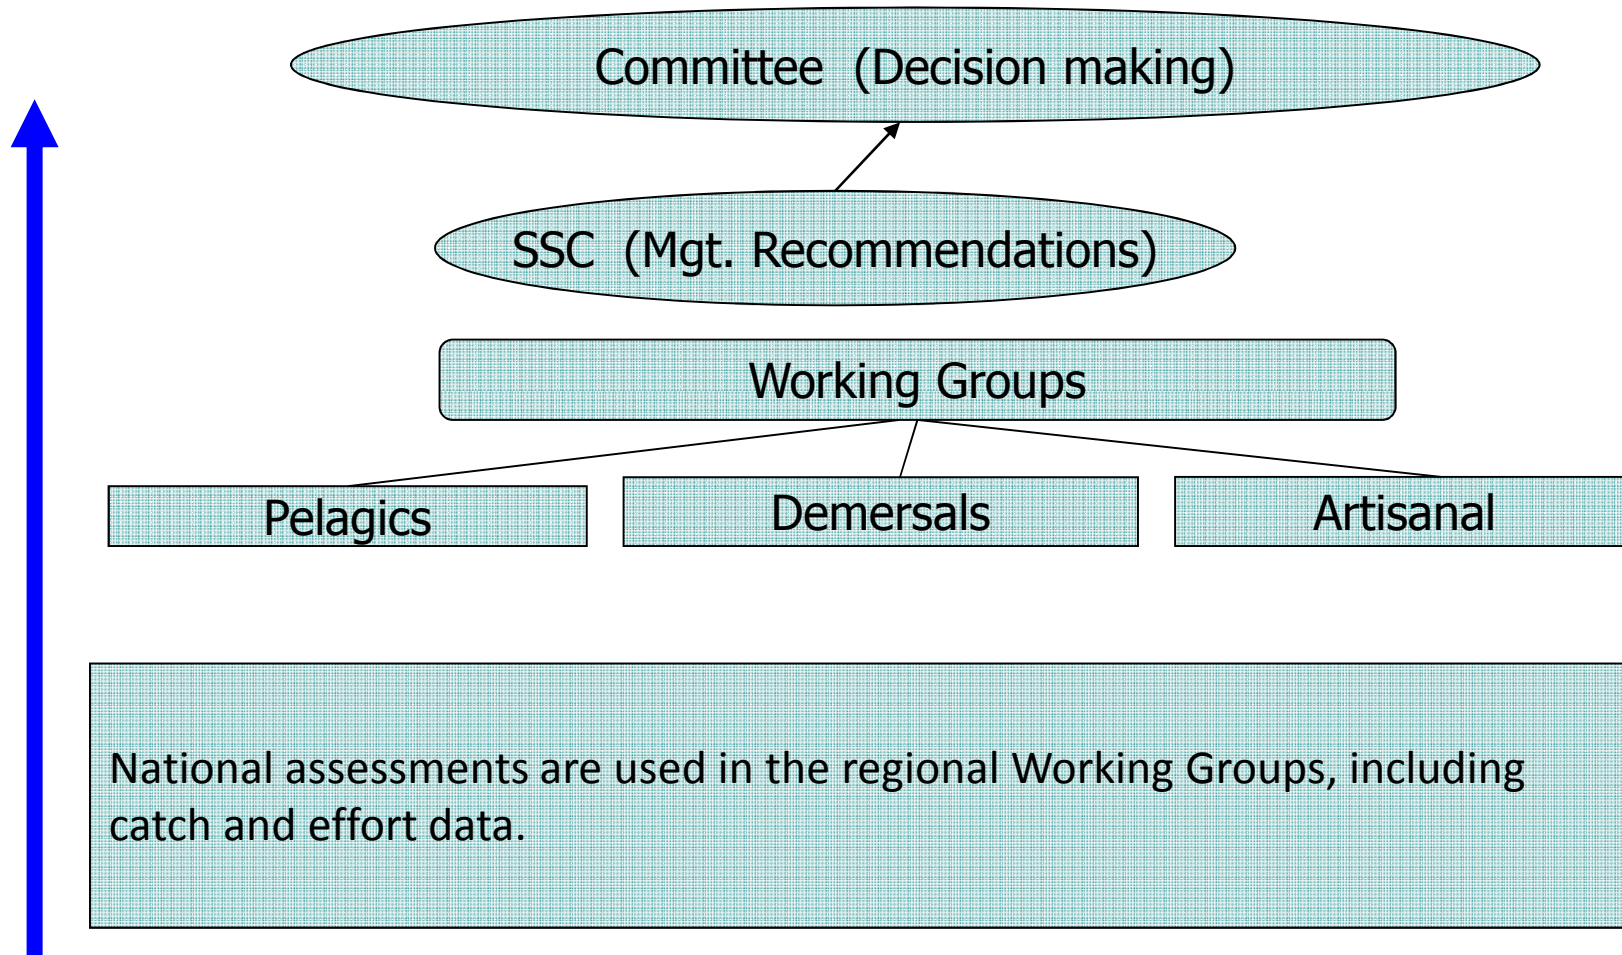 Committee (Decision making)
SSC (Mgt. Recommendations)
Working Groups
Pelagics
Demersals
Artisanal
National assessments are used in the regional Working Groups, including
catch and effort data.